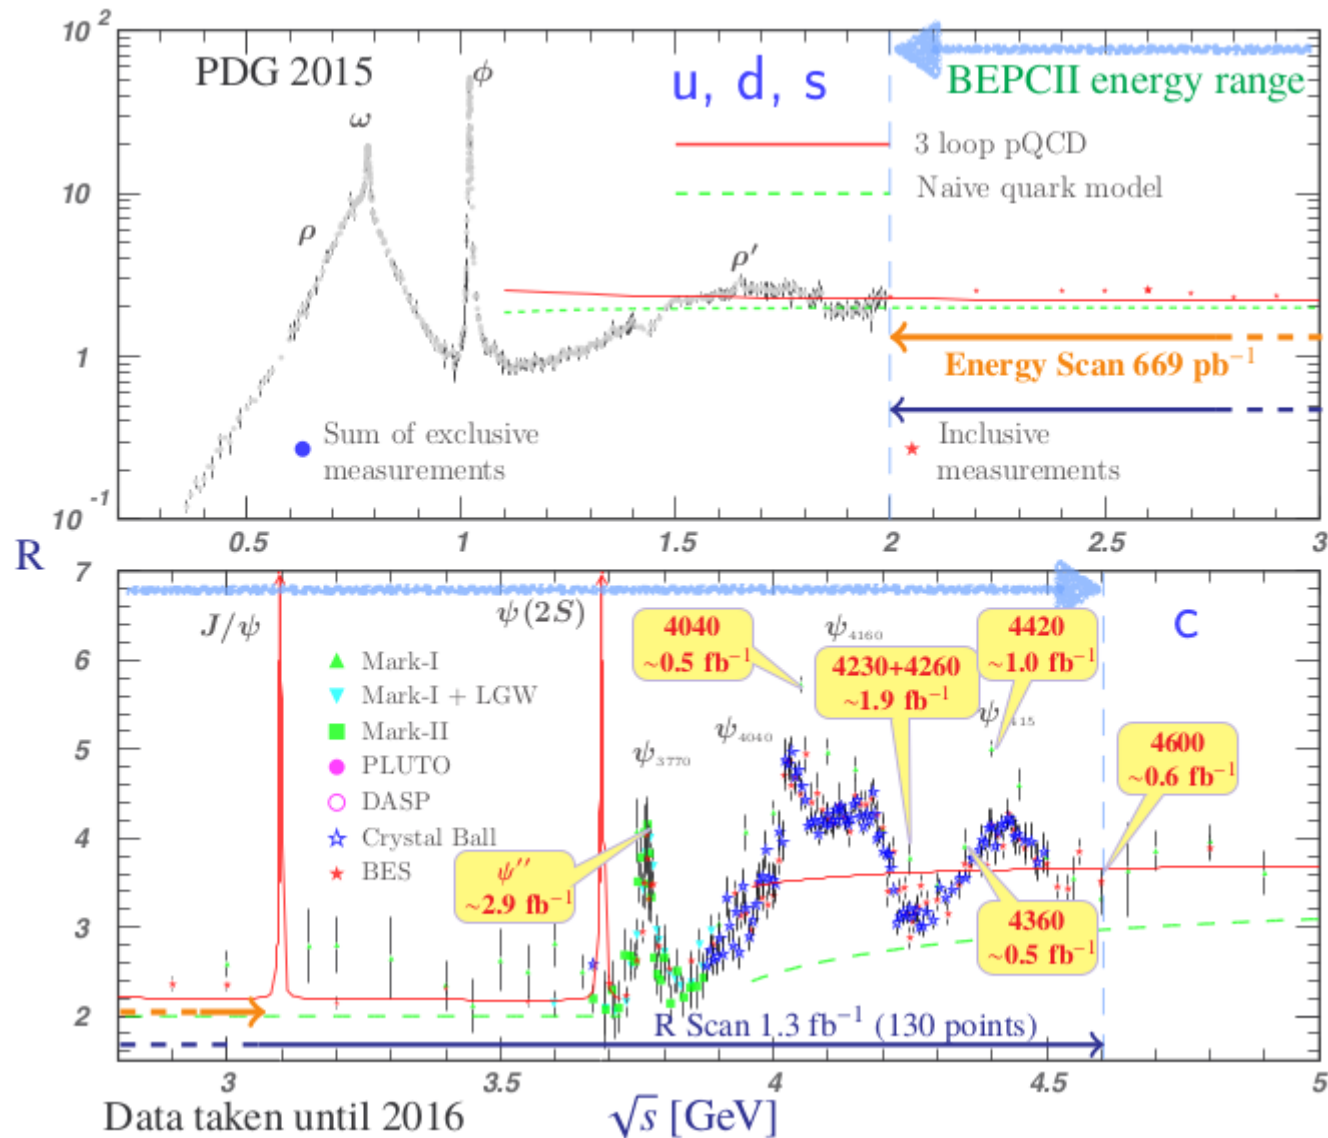 10 2
PDG 2015
ω
ϕ
ρ
ρ′
u, d, s
BEPCII energy range
3 loop pQCD
Naive quark model
10
1
10 -1
Energy Scan 669 pb−1
Sum of exclusive
measurements
Inclusive
measurements
0.5
1
1.5
2
2.5
3
R
7
6
5
4
3
2
J/ψ
ψ(2S)
Mark-I
Mark-I + LGW
Mark-II
PLUTO
DASP
Crystal Ball
BES
ψ3770
ψ4040
ψ4160
c
4040
~0.5 fb−1
4230+4260
~1.9 fb−1
4420
~1.0 fb−1
ψ 415
4600
~0.6 fb−1
ψ′′
~2.9 fb−1
4360
~0.5 fb−1
R Scan 1.3 fb−1 (130 points)
3
3.5
4
4.5
5
Data taken until 2016
√s [GeV]